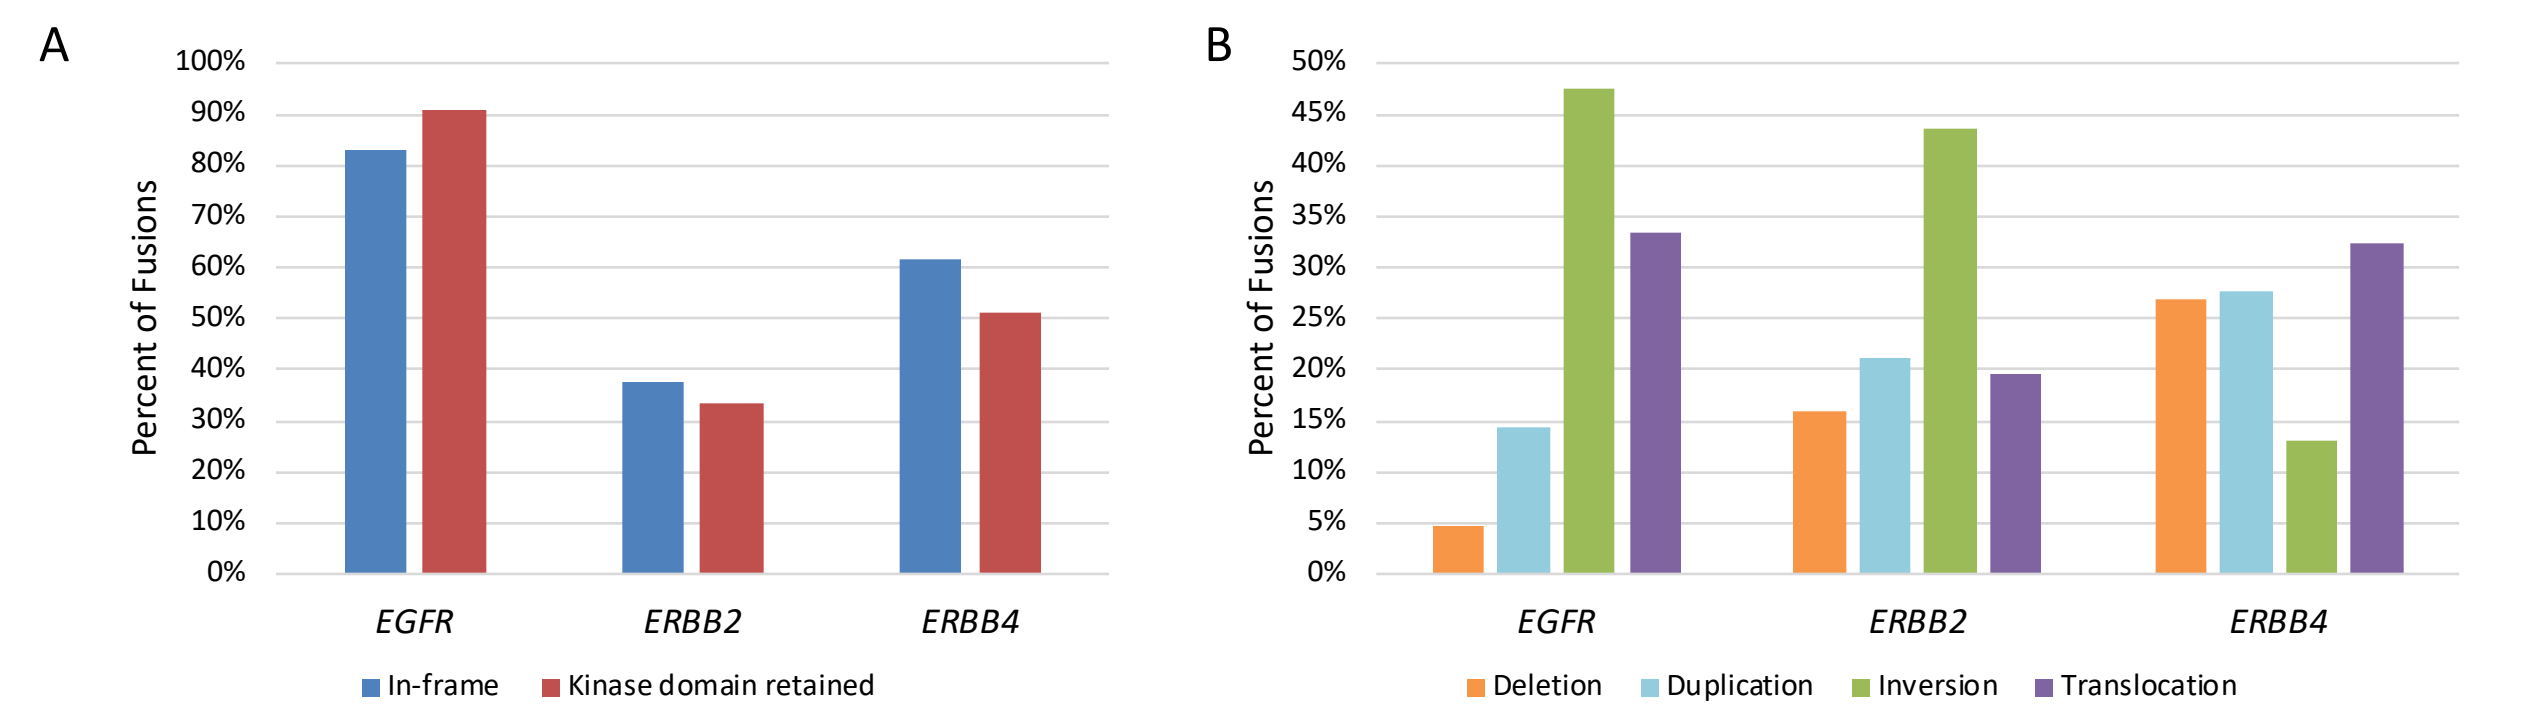 A
100%
90%
80%
70%
60%
50%
40%
30%
20%
10%
0%
Percent of Fusions
EGFR
ERBB2
ERBB4
In-frame
Kinase domain retained
B
50%
45%
40%
35%
30%
25%
20%
15%
10%
5%
0%
Percent of Fusions
EGFR
ERBB2
ERBB4
Deletion
Duplication
Inversion
Translocation